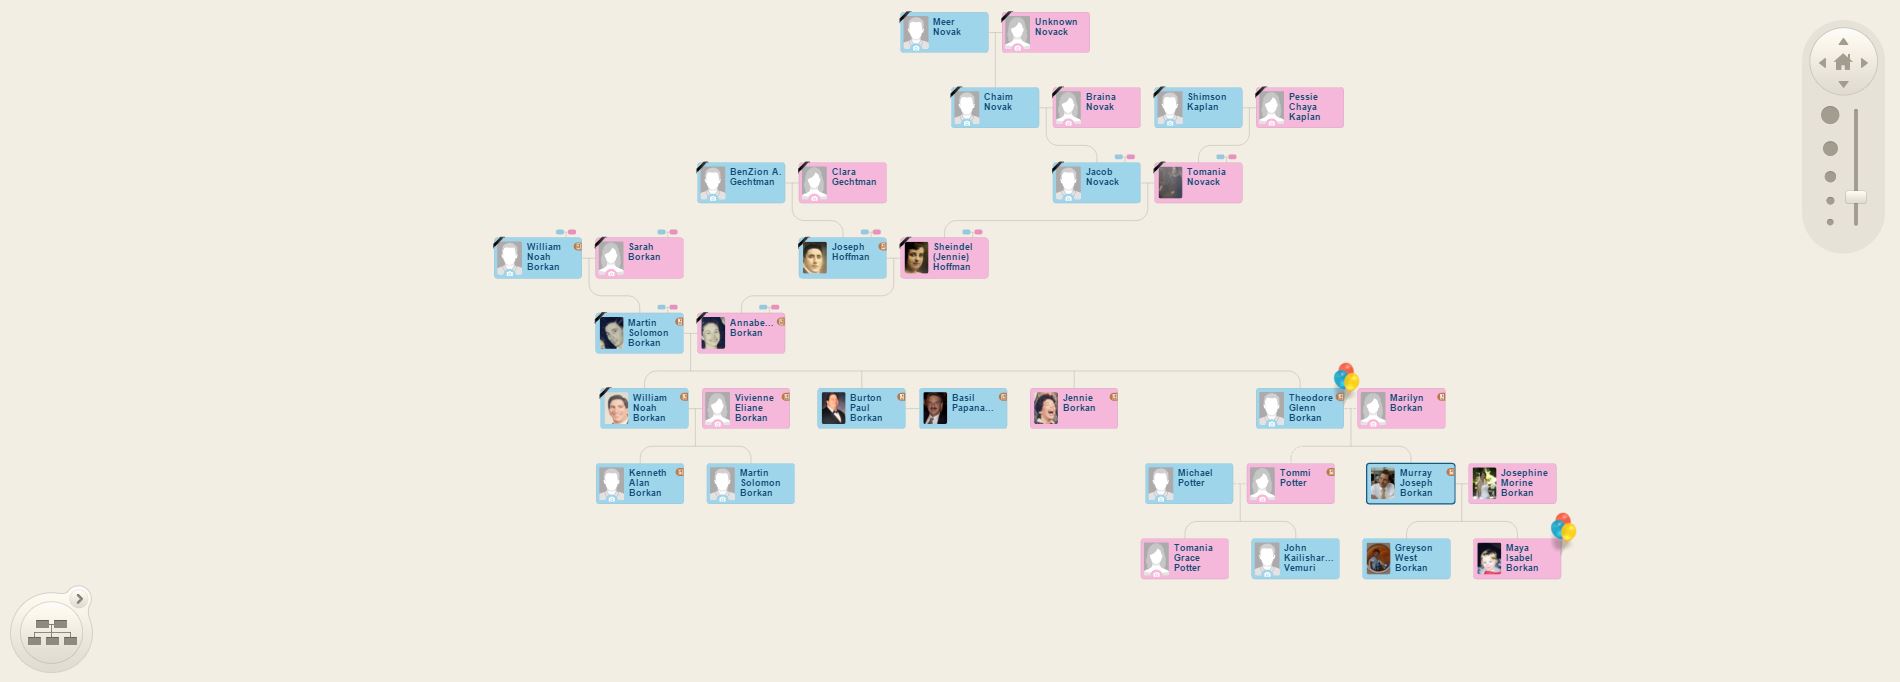 Meer
Novak
Unknown
Novack
Chaim
Novak
Braina
Novak
Shimson
Kaplan
Pessie
Chaya
Kaplan
BenZion A.
Gechtman
Clara
Gechtman
Jacob
Novack
Tomania
Novack
William
Noah
Borkan
Sarah
Borkan
Joseph
Hoffman
Sheindel
(Jennie)
Hoffman
Martin
Solomon
Borkan
Annabe...
Borkan
William
Noah
Borkan
Vivienne
Eliane
Borkan
Burton
Paul
Borkan
Basil
Papana...
Jennie
Borkan
Theodore
Glenn
Borkan
Marilyn
Borkan
Kenneth
Alan
Borkan
Martin
Solomon
Borkan
Michael
Potter
Tommi
Potter
Murray
Joseph
Borkan
Josephine
Morine
Borkan
Tomania
Grace
Potter
John
Kailishar...
Vemuri
Greyson
West
Borkan
Maya
Isabel
Borkan